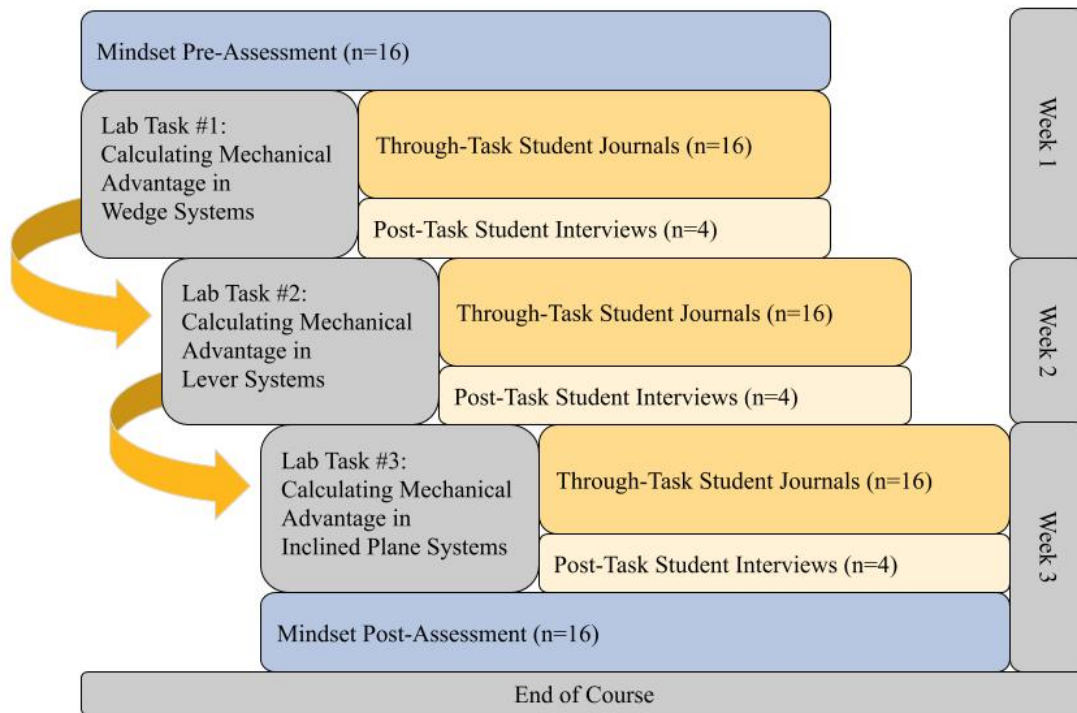 Mindset Pre-Assessment (n=16)
Lab Task #1:
Calculating Mechanical
Advantage in
Wedge Systems
Through-Task Student Journals (n=16)
Post-Task Student Interviews (n=4)
Week 1
Lab Task #2:
Calculating Mechanical
Advantage in
Lever Systems
Through-Task Student Journals (n=16)
Post-Task Student Interviews (n=4)
Week 2
Lab Task #3:
Calculating Mechanical
Advantage in
Inclined Plane Systems
Through-Task Student Journals (n=16)
Post-Task Student Interviews (n=4)
Week 3
Mindset Post-Assessment (n=16)
End of Course